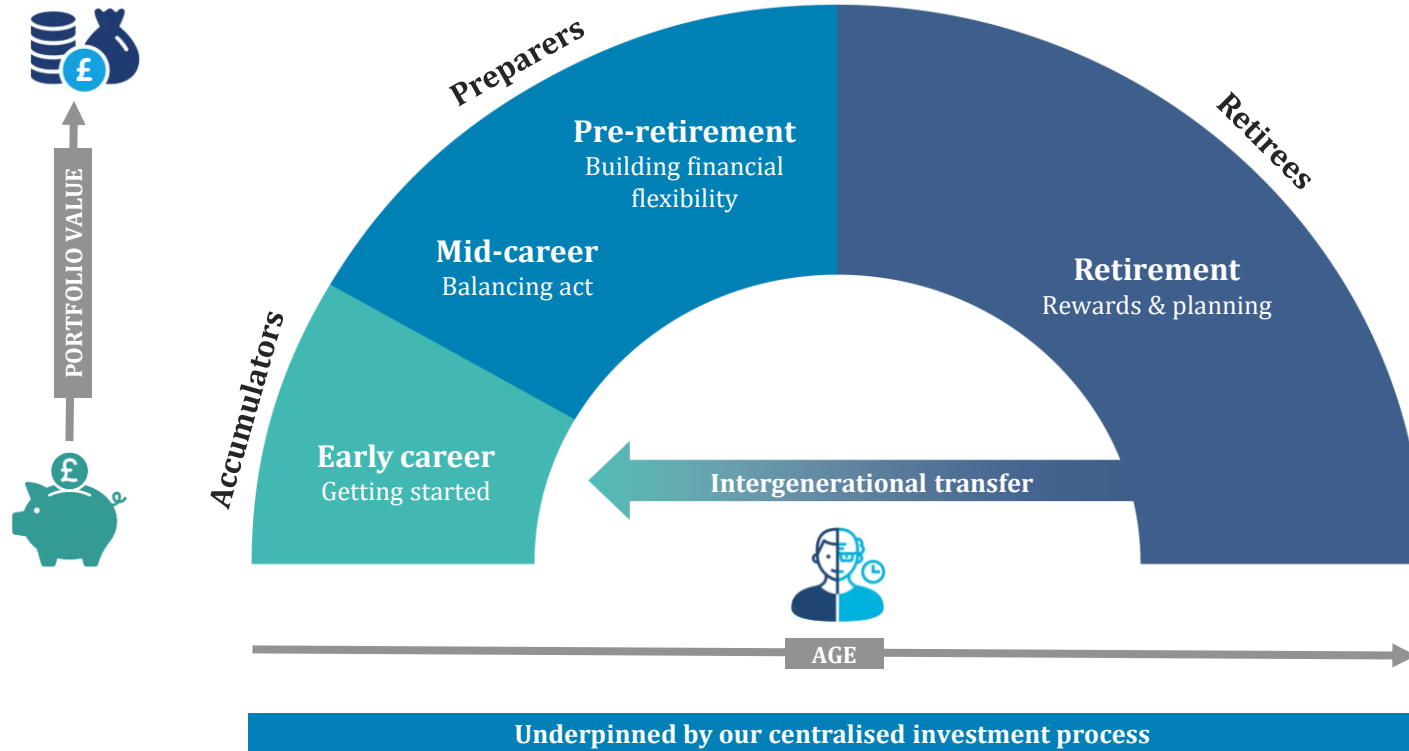 £
Preparers
Retirees
Pre-retirement
Building financial
flexibility
PORTFOLIO VALUE
Mid-career
Balancing act
Retirement
Rewards & planning
Accumulators
Early career
Getting started
£
Intergenerational transfer
AGE
Underpinned by our centralised investment process